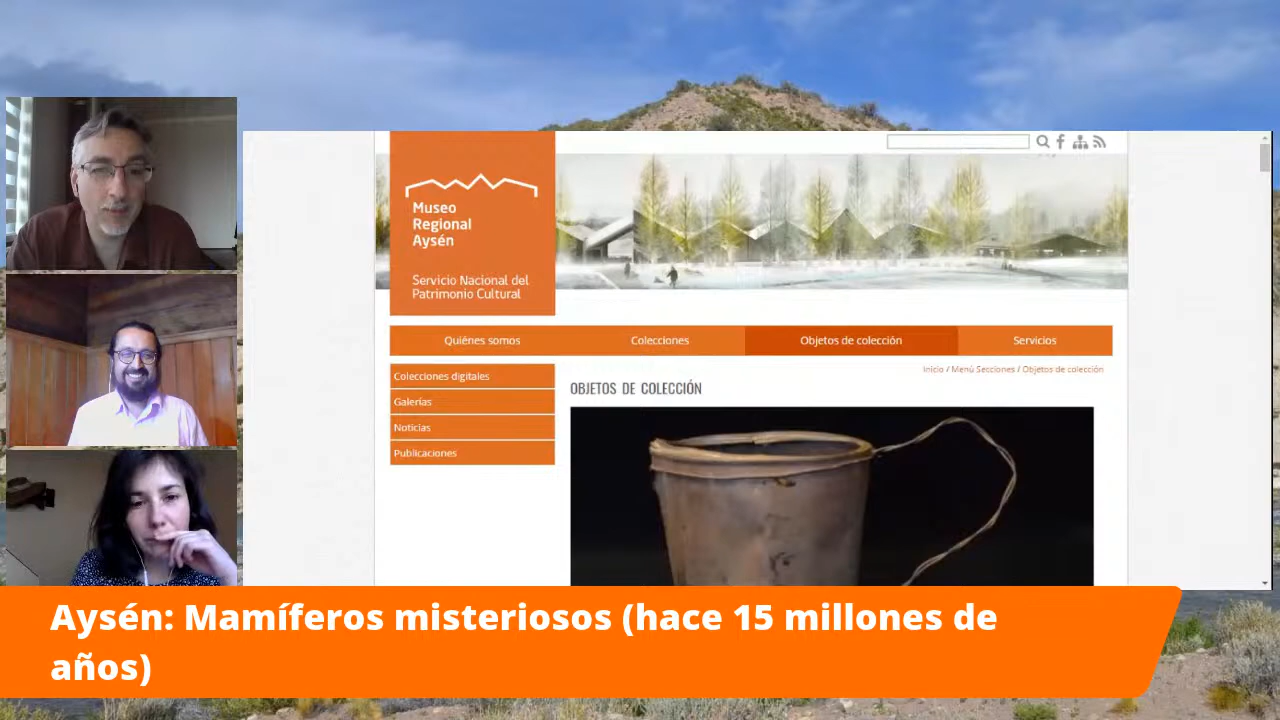 Museo
Regional
Aysén
Servicio Nacional del
Patrimonio Cultural
Quiénes somos
Colecciones
Objetos de colección
Servicios
Inicio / Menú Secciones / Objetos de colección
Colecciones digitales
Galerías
Noticias
Publicaciones
OBJETOS DE COLECCIÓN
Aysén: Mamíferos misteriosos (hace 15 millones de
años)